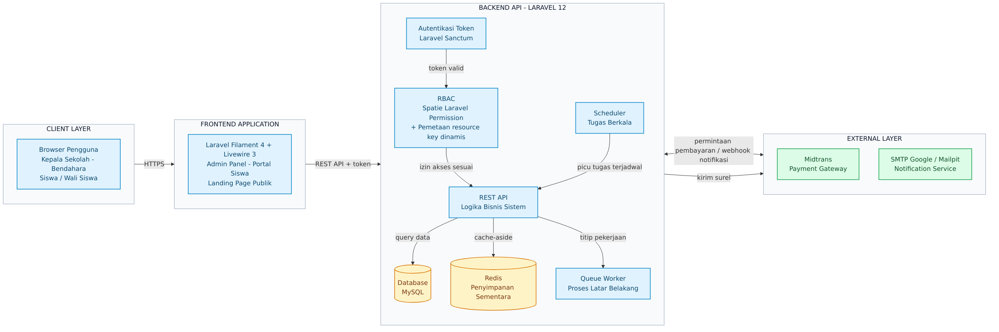 CLIENT LAYER
Browser Pengguna
Kepala Sekolah -
Bendahara
Siswa / Wali Siswa
HTTPS
FRONTEND APPLICATION
Laravel Filament 4 +
Livewire 3
Admin Panel - Portal
Siswa
Landing Page Publik
REST API + token
BACKEND API - LARAVEL 12
Autentikasi Token
Laravel Sanctum
token valid
RBAC
Spatie Laravel
Permission
+ Pemetaan resource
key dinamis
Scheduler
Tugas Berkala
izin akses sesuai
picu tugas terjadwal
REST API
Logika Bisnis Sistem
query data
cache-aside
titip pekerjaan
Database
MySQL
Redis
Penyimpanan
Sementara
Queue Worker
Proses Latar Belakang
permintaan
pembayaran / webhook
notifikasi
kirim surel
EXTERNAL LAYER
Midtrans
Payment Gateway
SMTP Google / Mailpit
Notification Service